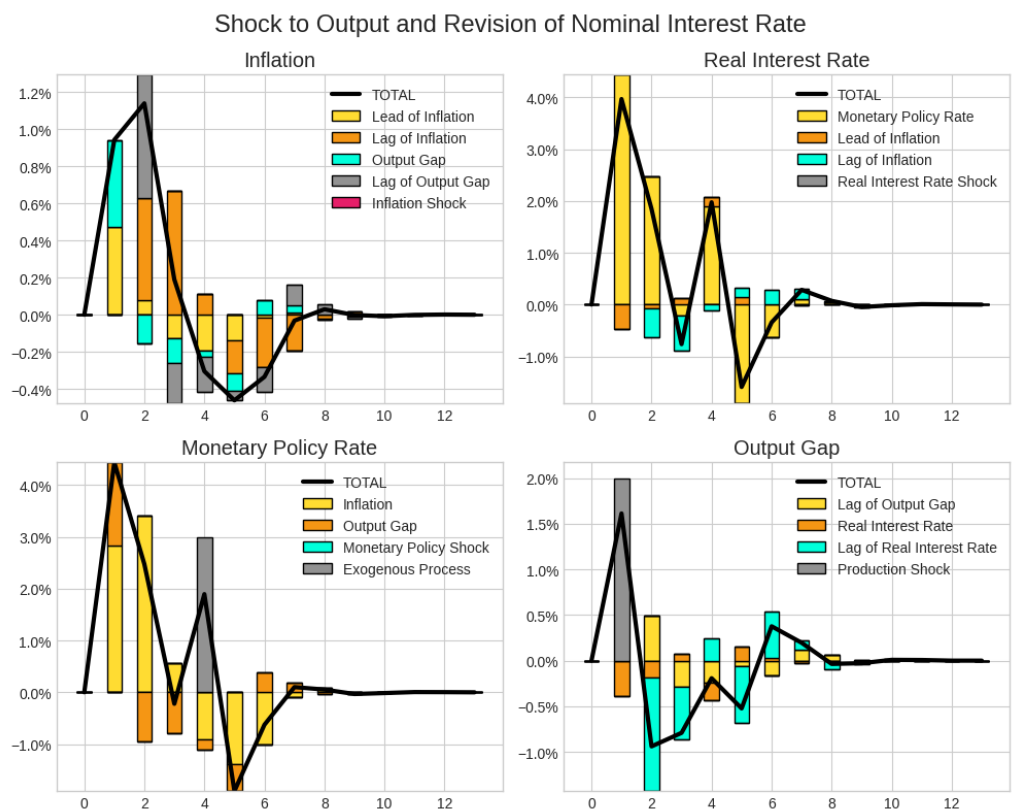 Shock to Output and Revision of Nominal Interest Rate
Inflation
1.2%
1.0%
0.8%
0.6%
0.4%
0.2%
0.0%
−0.2%
−0.4%
TOTAL
Lead of Inflation
Lag of Inflation
Output Gap
Lag of Output Gap
Inflation Shock
0 2 4 6 8 10 12
Real Interest Rate
4.0%
3.0%
2.0%
1.0%
0.0%
−1.0%
TOTAL
Monetary Policy Rate
Lead of Inflation
Lag of Inflation
Real Interest Rate Shock
0 2 4 6 8 10 12
Monetary Policy Rate
4.0%
3.0%
2.0%
1.0%
0.0%
−1.0%
TOTAL
Inflation
Output Gap
Monetary Policy Shock
Exogenous Process
0 2 4 6 8 10 12
Output Gap
2.0%
1.5%
1.0%
0.5%
0.0%
−0.5%
−1.0%
TOTAL
Lag of Output Gap
Real Interest Rate
Lag of Real Interest Rate
Production Shock
0 2 4 6 8 10 12